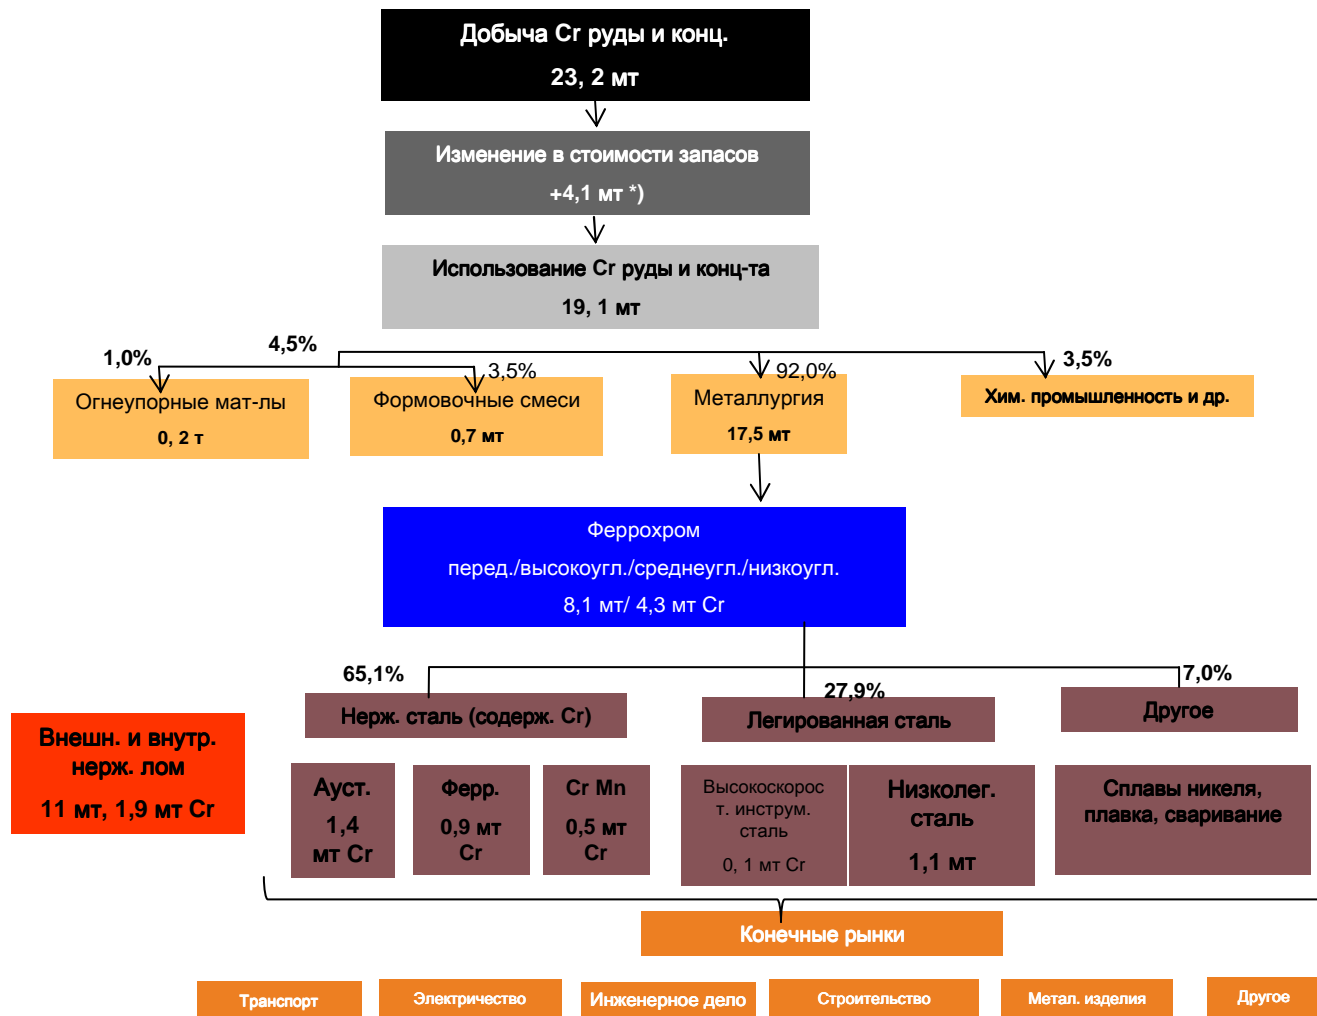 Добыча Cr руды и конц.
23, 2 мт
Изменение в стоимости запасов
+4,1 мт *)
Использование Cr руды и конц-та
19, 1 мт
1,0%
4,5%
3,5%
92,0%
3,5%
Огнеупорные мат-лы
0, 2 т
Формовочные смеси
0,7 мт
Металлургия
17,5 мт
Хим. промышленность и др.
Феррохром
перед./высокоугл./среднеугл./низкоугл.
8,1 мт/ 4,3 мт Cr
65,1%
27,9%
7,0%
Нерж. сталь (содерж. Cr)
Легированная сталь
Другое
Внешн. и внутр.
нерж. лом
11 мт, 1,9 мт Cr
Ауст.
1,4
мт Cr
Ферр.
0,9 мт
Cr
Cr Mn
0,5 мт
Cr
Высокоскорос
т. инструм.
сталь
0, 1 мт Cr
Низколег.
сталь
1,1 мт
Сплавы никеля,
плавка, сваривание
Конечные рынки
Транспорт
Электричество
Инженерное дело
Строительство
Метал. изделия
Другое